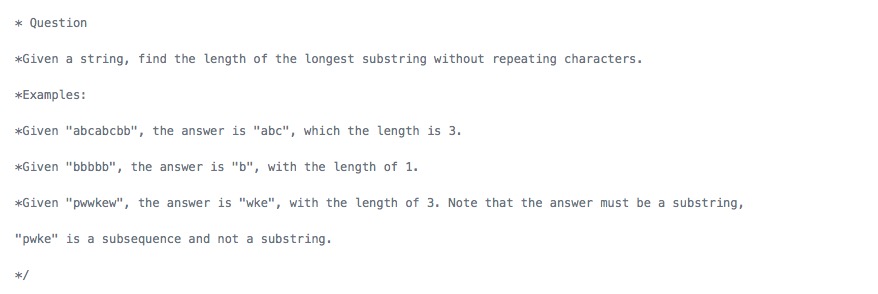 * Question
*Given a string, find the length of the longest substring without repeating characters.
*Examples:
*Given "abcabcbb", the answer is "abc", which the length is 3.
*Given "bbbbb", the answer is "b", with the length of 1.
*Given "pwwkew", the answer is "wke", with the length of 3. Note that the answer must be a substring,
"pwke" is a subsequence and not a substring.
*/